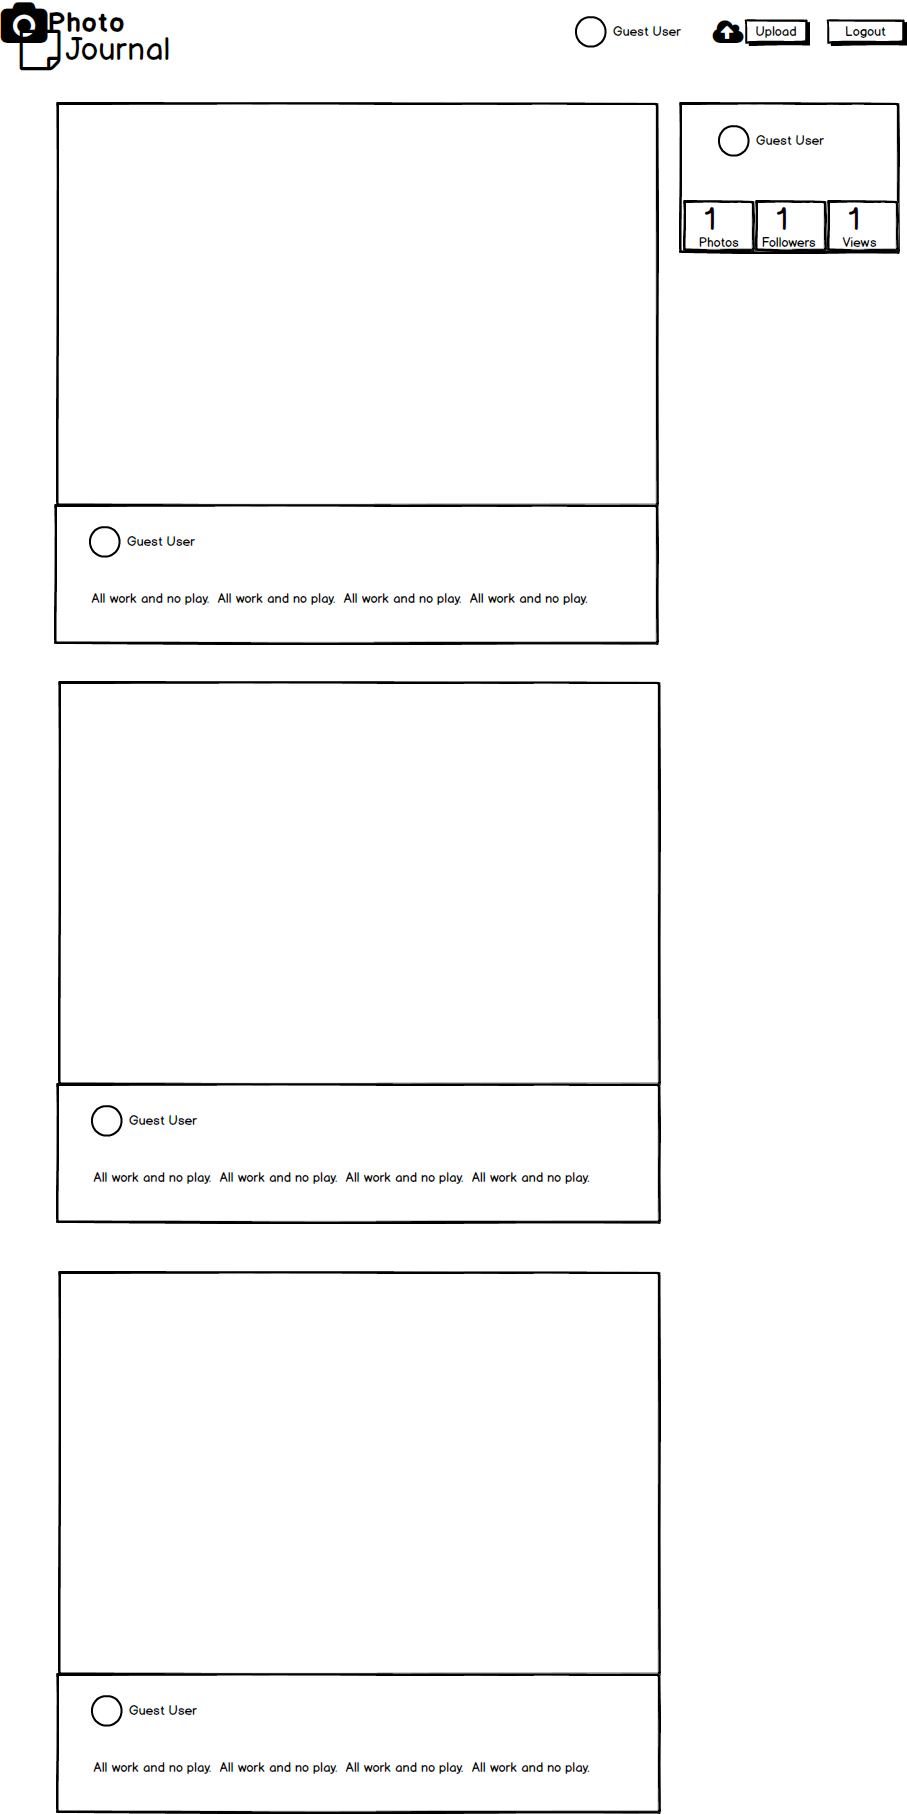 Photo
Journal
Guest User
Upload
Logout
Guest User
1 1 1
Photos Followers Views
Guest User
All work and no play. All work and no play. All work and no play. All work and no play.
Guest User
All work and no play. All work and no play. All work and no play. All work and no play.
Guest User
All work and no play. All work and no play. All work and no play. All work and no play.